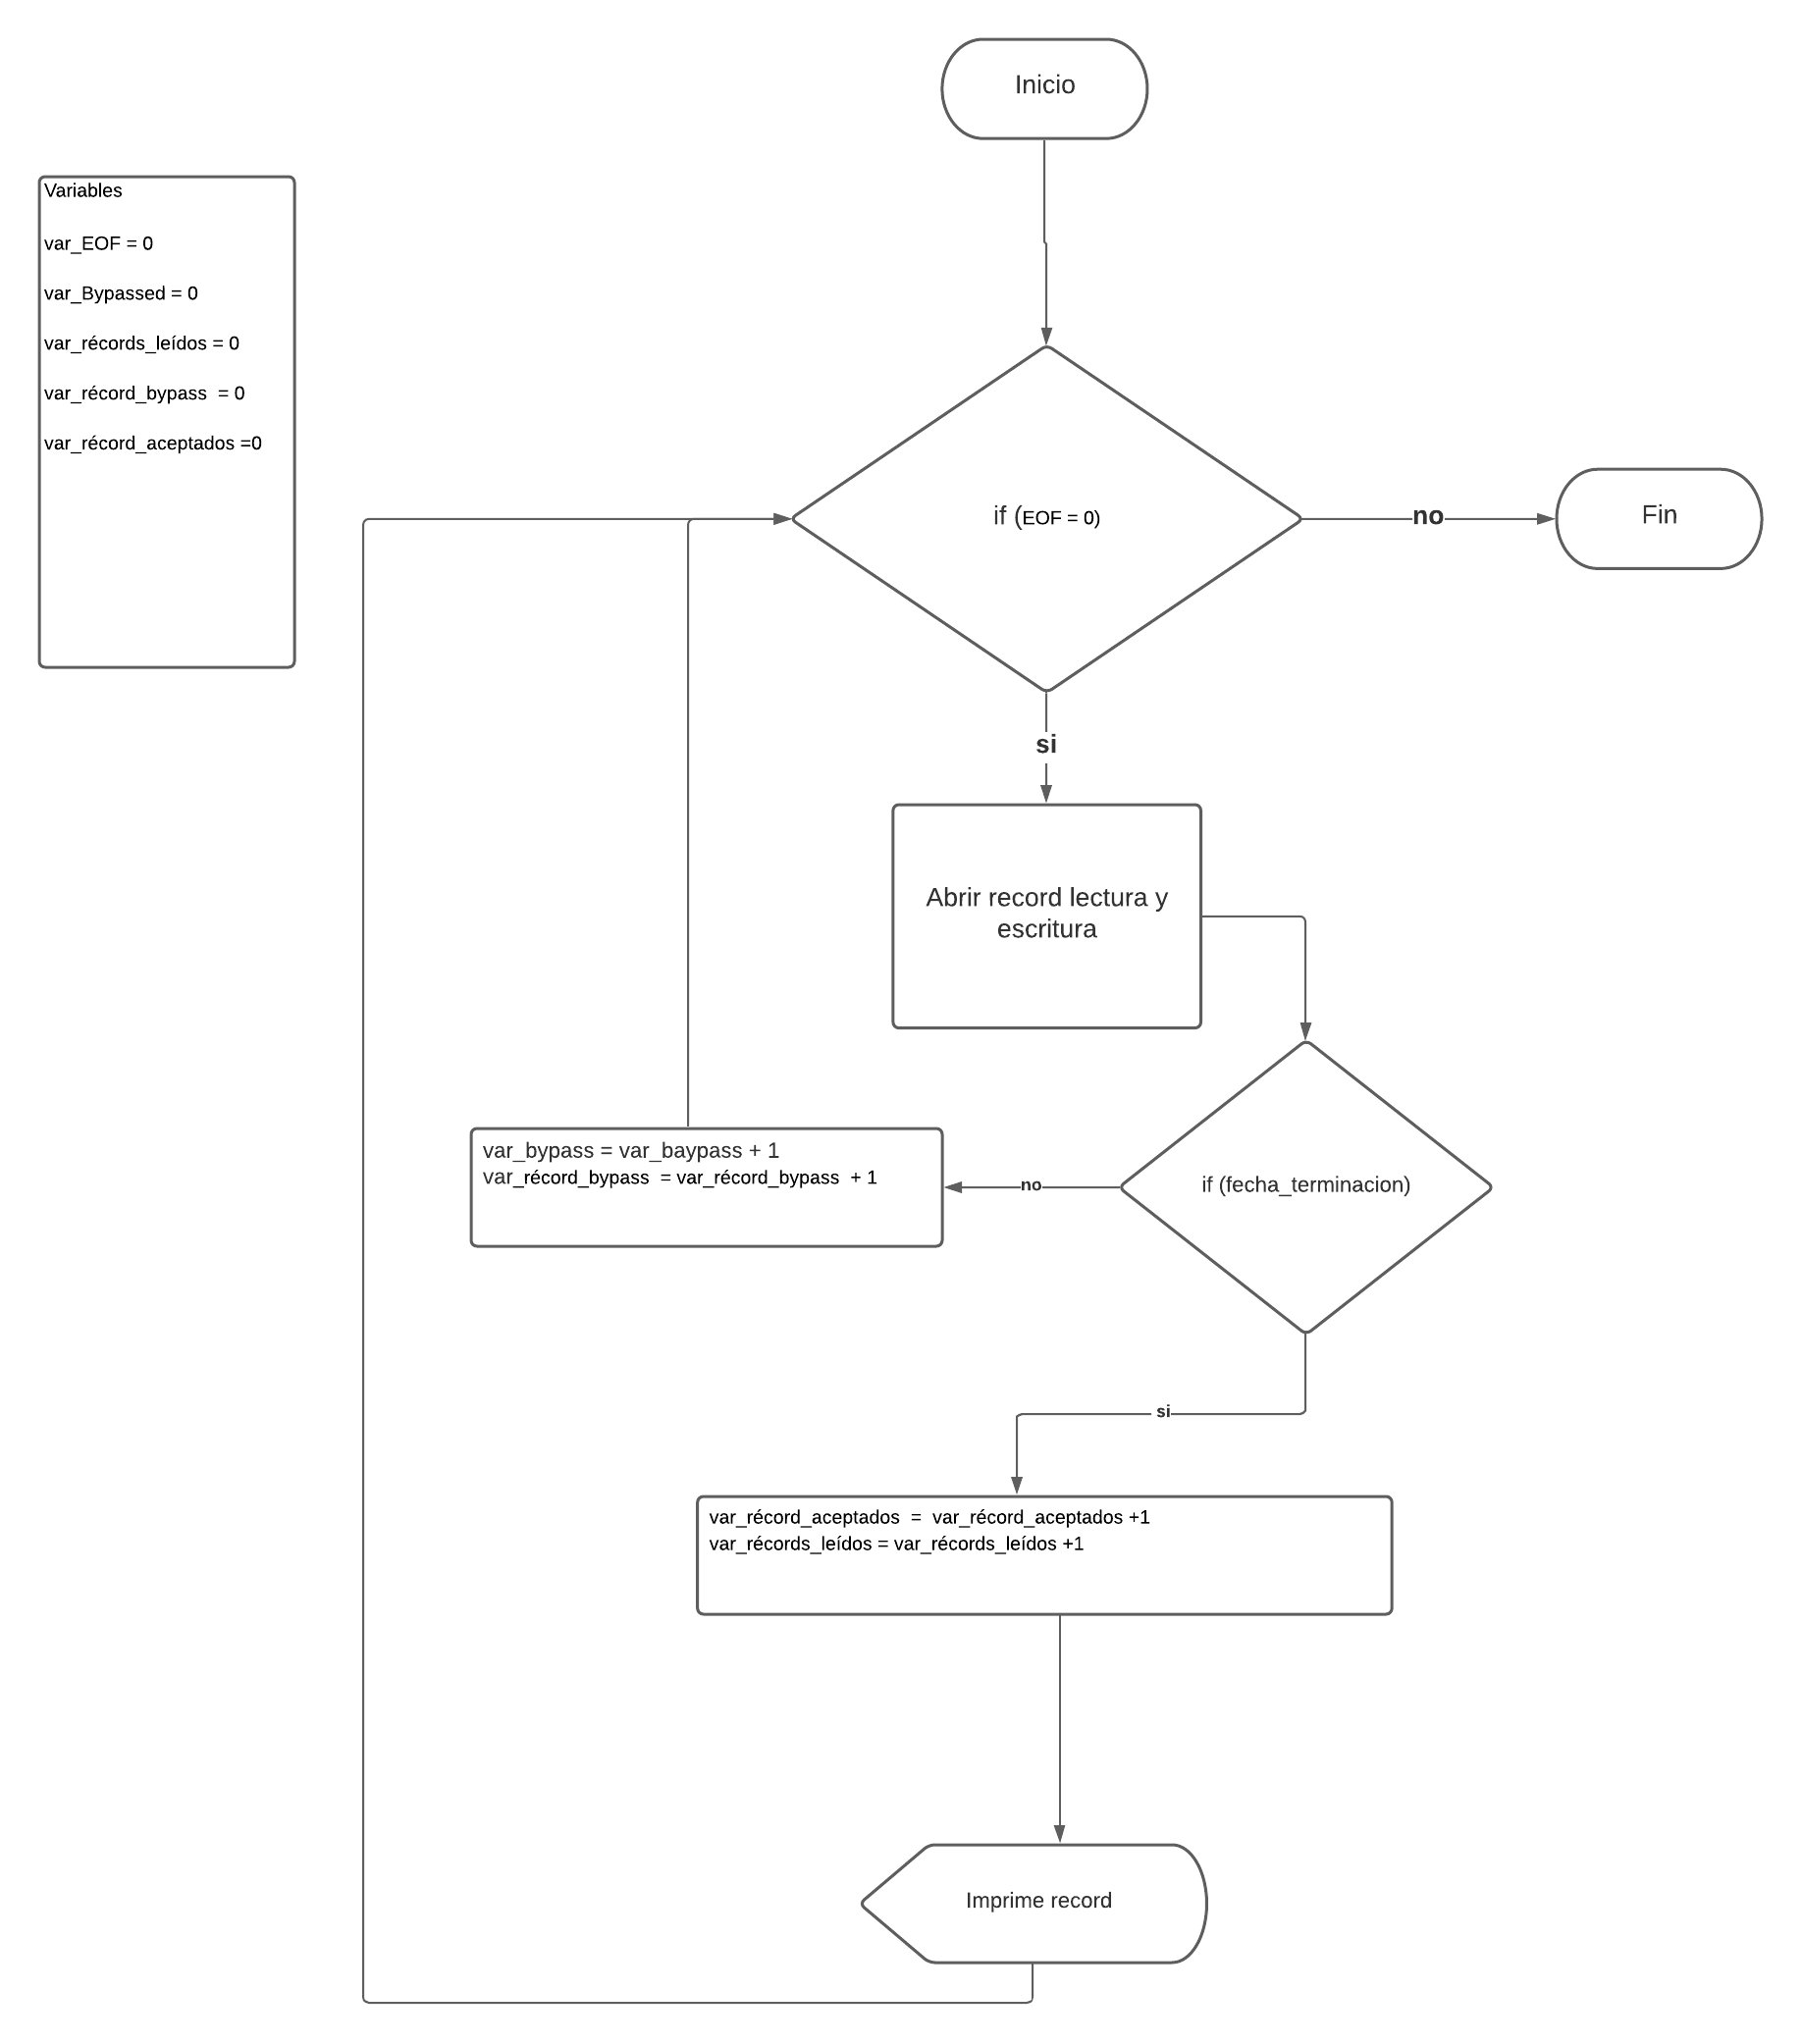 Inicio
Variables
var_EOF = 0
var_Bypassed = 0
var_récords_leídos = 0
var_récord_bypass  = 0
var_récord_aceptados =0
if (EOF = 0)
no
Fin
si
Abrir record lectura y
escritura
var_bypass = var_baypass + 1
var_récord_bypass  = var_récord_bypass  + 1
no
if (fecha_terminacion)
si
var_récord_aceptados  =  var_récord_aceptados +1
var_récords_leídos = var_récords_leídos +1
Imprime record